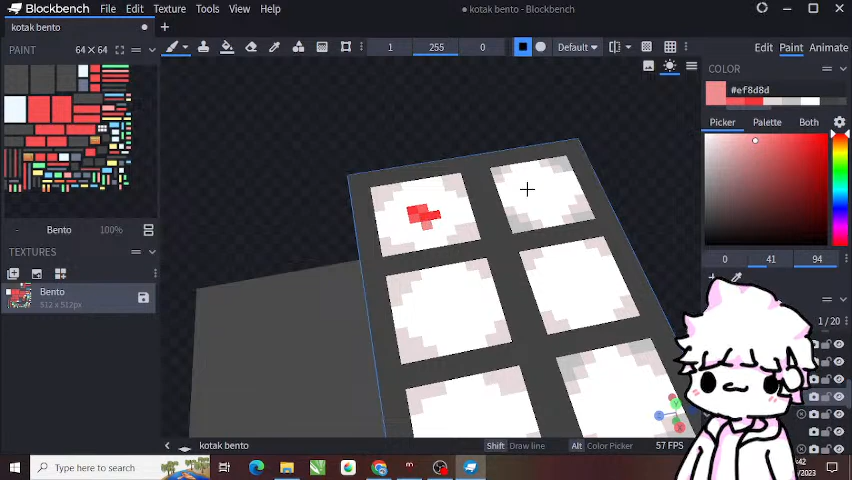 Blockbench File Edit Texture Tools View Help
kotak bento - Blockbench
kotak bento
PAINT 64 × 64
1 255 0 Default
Edit Paint Animate
COLOR
#ef8d8d
Picker Palette Both
0 41 94
- Bento 100%
TEXTURES
Bento
512 x 512px
1 / 20
kotak bento
Shift Draw line Alt Color Picker 57 FPS
Type here to search